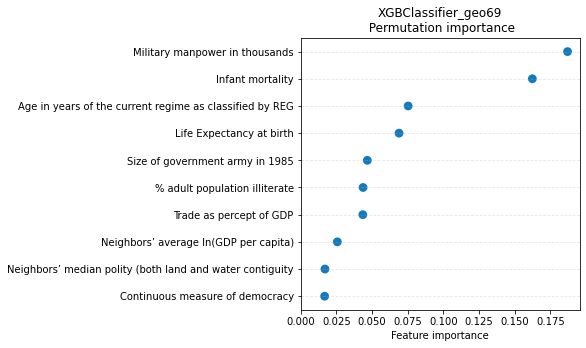 XGBClassifier_geo69
Permutation importance
Military manpower in thousands
Infant mortality
Age in years of the current regime as classified by REG
Life Expectancy at birth
Size of government army in 1985
% adult population illiterate
Trade as percept of GDP
Neighbors’ average ln(GDP per capita)
Neighbors’ median polity (both land and water contiguity
Continuous measure of democracy
0.000 0.025 0.050 0.075 0.100 0.125 0.150 0.175
Feature importance